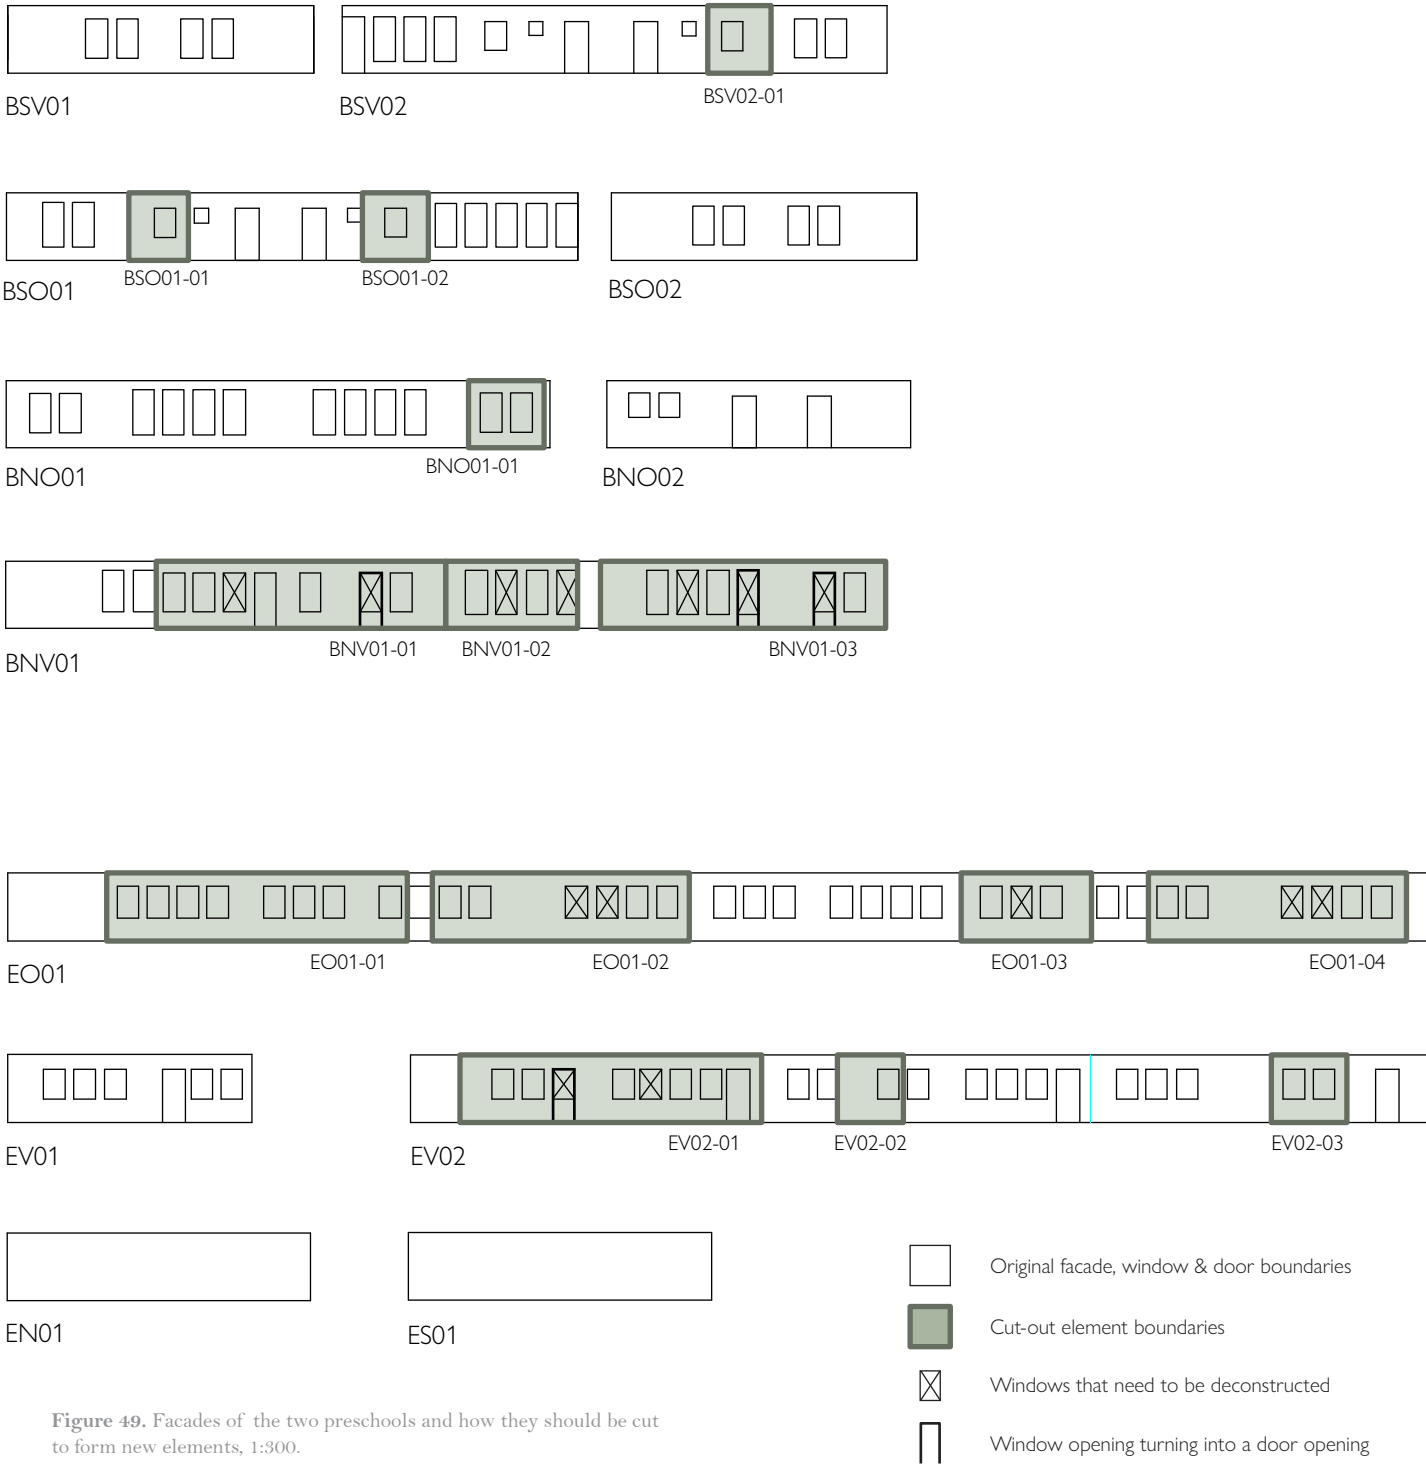 BSV01
BSV02
BSV02-01
BSO01
BSO01-01
BSO01-02
BSO02
BNO01
BNO01-01
BNO02
BNV01
BNV01-01
BNV01-02
BNV01-03
EO01
EO01-01
EO01-02
EO01-03
EO01-04
EV01
EV02
EV02-01
EV02-02
EV02-03
EN01
ES01
Original facade, window & door boundaries
Cut-out element boundaries
Windows that need to be deconstructed
Window opening turning into a door opening
Figure 49. Facades of the two preschools and how they should be cut
to form new elements, 1:300.